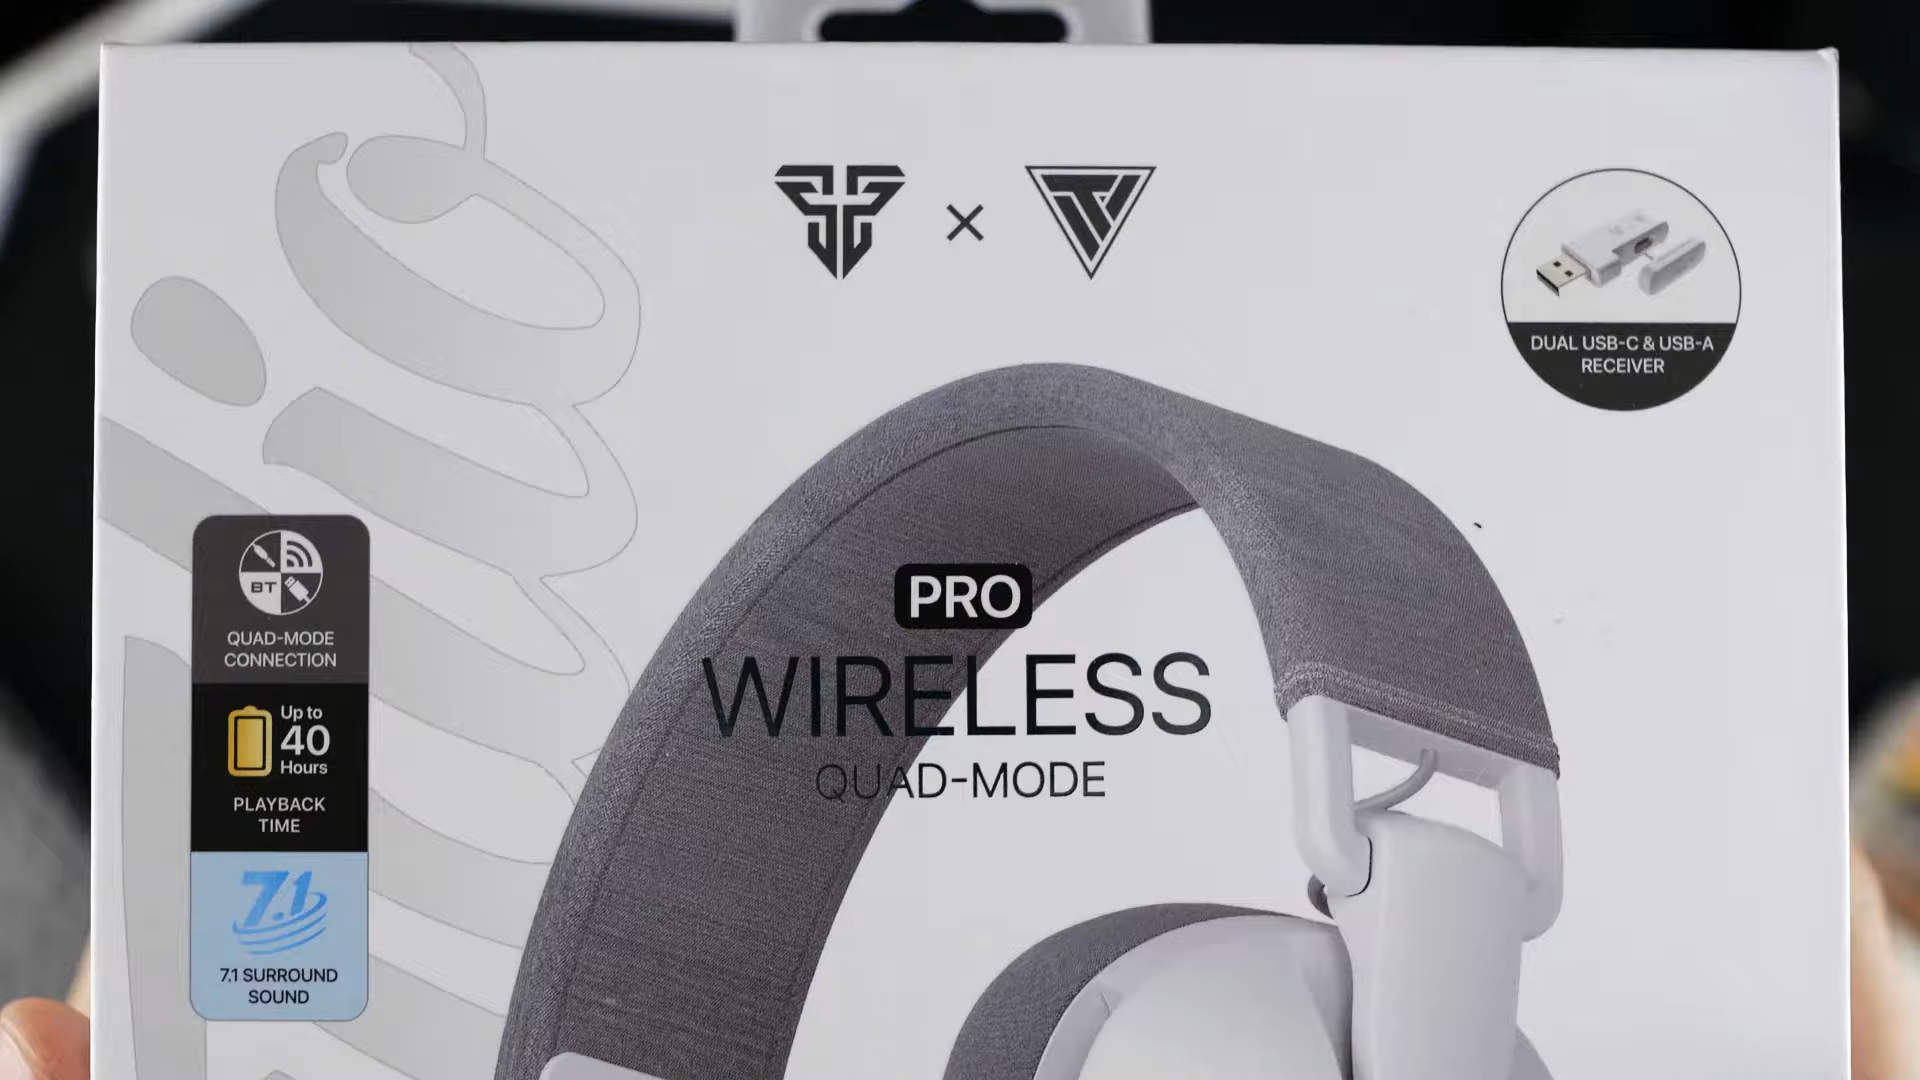 DUAL USB-C & USB-A
RECEIVER
PRO
WIRELESS
QUAD-MODE
BT
QUAD-MODE
CONNECTION
Up to
40
Hours
PLAYBACK
TIME
7.1
7.1 SURROUND
SOUND